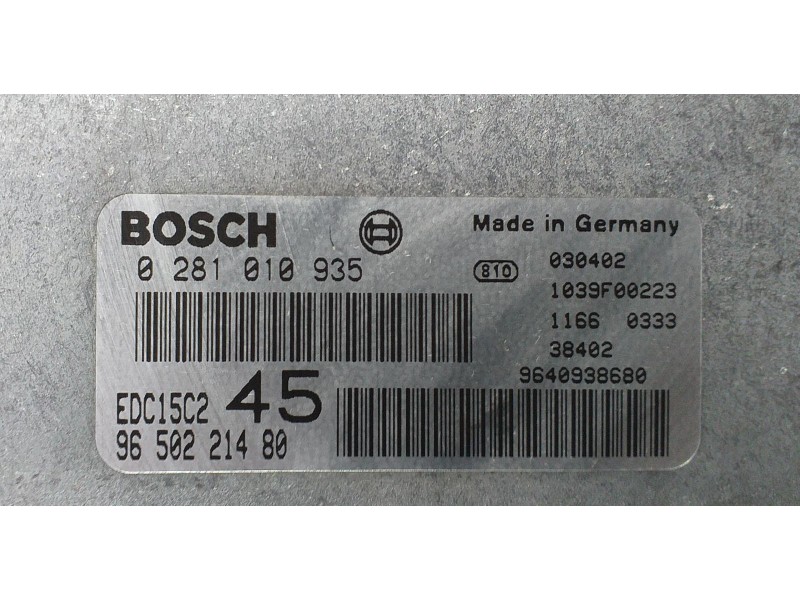 BOSCH
Made in Germany
0 281 010 935
810
030402
1039F00223
1166 0333
38402
9640938680
EDC15C2 45
96 502 214 80